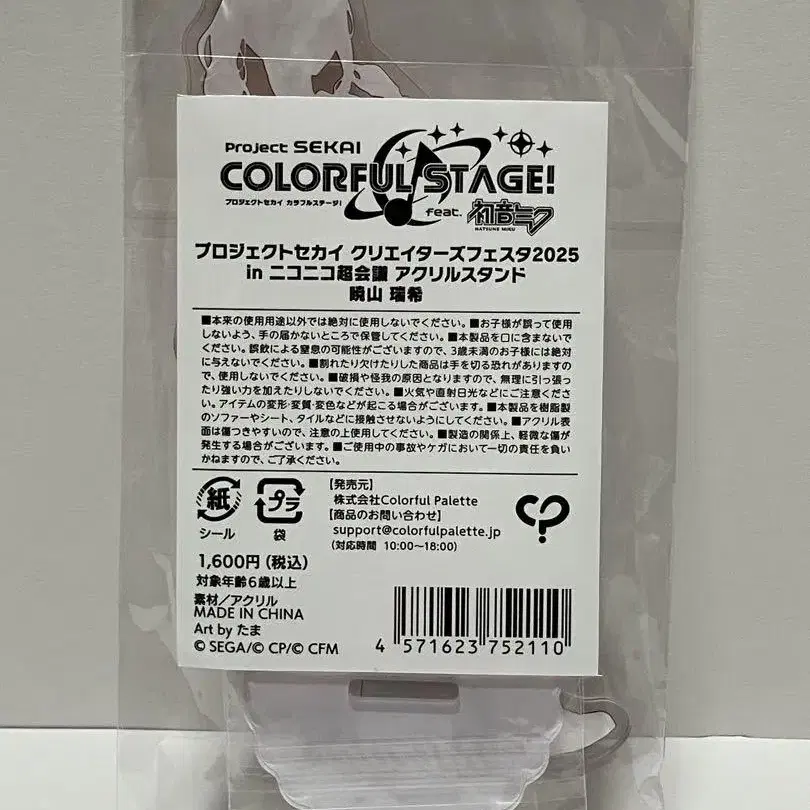 Project SEKAI
COLORFUL STAGE!
プロジェクトセカイ カラフルステージ!
feat. 初音ミク
HATSUNE MIKU
プロジェクトセカイ クリエイターズフェスタ2025
in ニコニコ超会議 アクリルスタンド
暁山 瑞希
■本来の使用用途以外では絶対に使用しないでください。■お子様が誤って使用
しないよう、手の届かないところで保管してください。■本製品を口に含まないで
ください。誤飲による窒息の可能性がございますので、3歳未満のお子様には絶対
に与えないでください。■割れたり欠けたりした商品は手を切る恐れがありますの
で、使用しないでください。■破損や怪我の原因となりますので、無理に引っ張っ
たり強い力を加えたりしないでください。■火気や直射日光などにご注意くださ
い。アイテムの変形・変質・変色などが起こる場合がございます。■本製品を樹脂製
のソファーやシート、タイルなどに接触させないようにしてください。■アクリル表
面は傷つきやすいので、注意の上使用してください。■製造の関係上、軽微な傷が
発生する場合がございます。■ご使用中の事故やケガにおいて一切の責任を負い
かねますので、ご了承ください。
紙
シール
プラ
袋
【発売元】
株式会社Colorful Palette
【商品のお問い合わせ】
support@colorfulpalette.jp
(対応時間 10:00~18:00)
1,600円(税込)
対象年齢6歳以上
素材/アクリル
MADE IN CHINA
Art by たま
© SEGA/© CP/© CFM
4 571623 752110